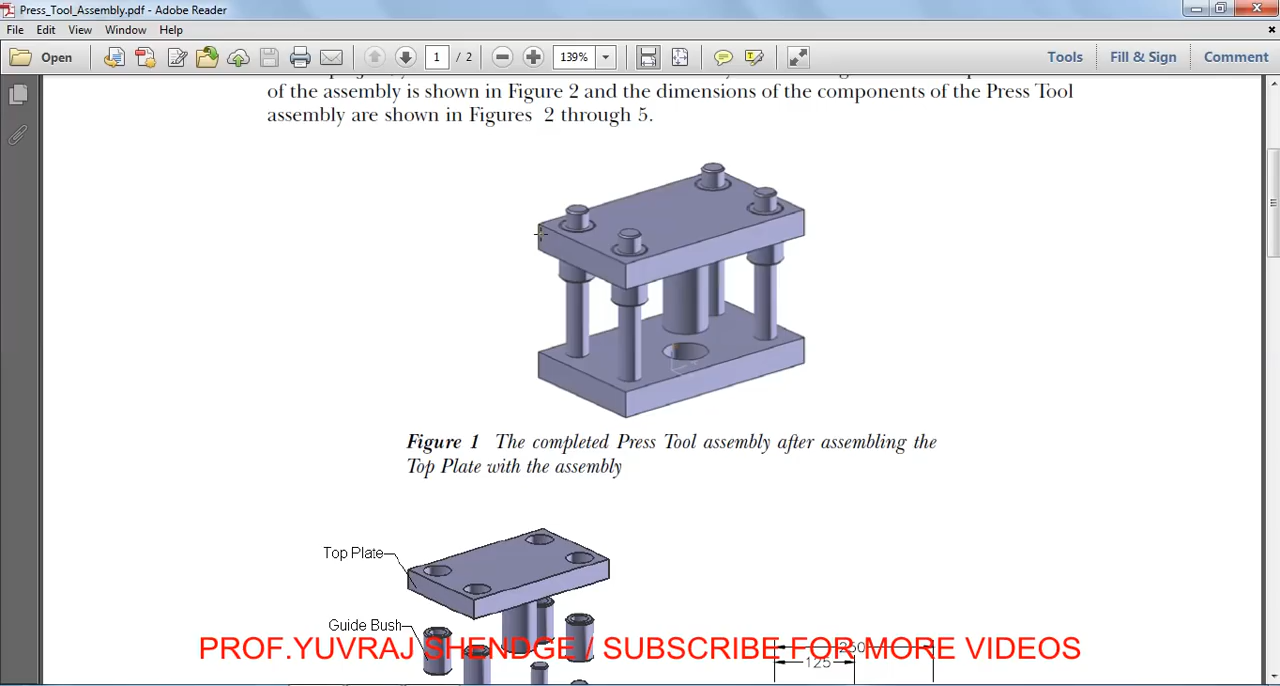 Press_Tool_Assembly.pdf - Adobe Reader
File Edit View Window Help
Open 1 / 2 139% Tools Fill & Sign Comment
of the assembly is shown in Figure 2 and the dimensions of the components of the Press Tool
assembly are shown in Figures 2 through 5.
Figure 1 The completed Press Tool assembly after assembling the
Top Plate with the assembly
Top Plate
Guide Bush
PROF.YUVRAJ SHENDGE / SUBSCRIBE FOR MORE VIDEOS
250
125